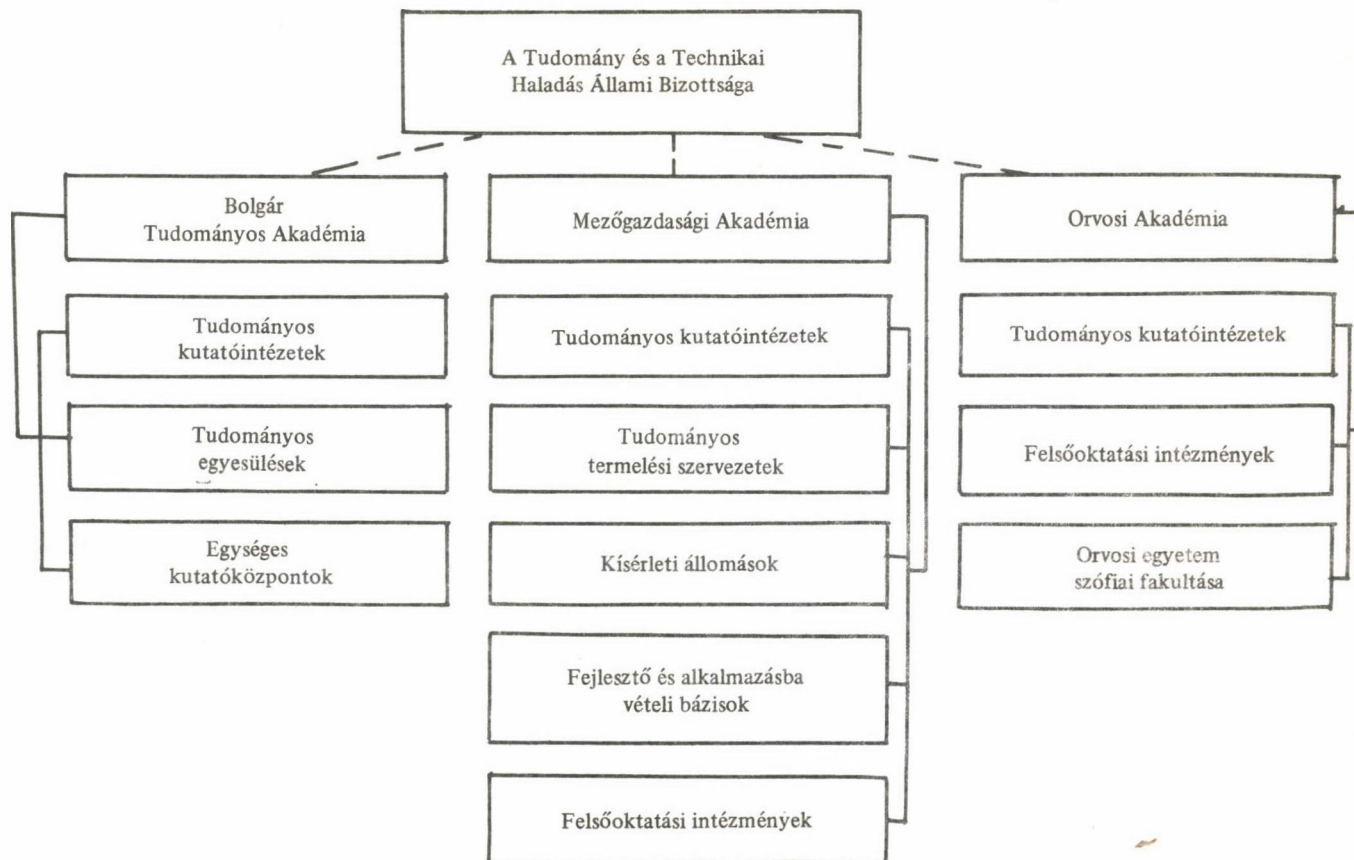 A Tudomány és a Technikai
Haladás Állami Bizottsága
Bolgár
Tudományos Akadémia
Mezőgazdasági Akadémia
Orvosi Akadémia
Tudományos
kutatóintézetek
Tudományos
egyesülések
Egységes
kutatóközpontok
Tudományos kutatóintézetek
Tudományos
termelési szervezetek
Kísérleti állomások
Fejlesztő és alkalmazásba
vételi bázisok
Felsőoktatási intézmények
Tudományos kutatóintézetek
Felsőoktatási intézmények
Orvosi egyetem
szófiai fakultása